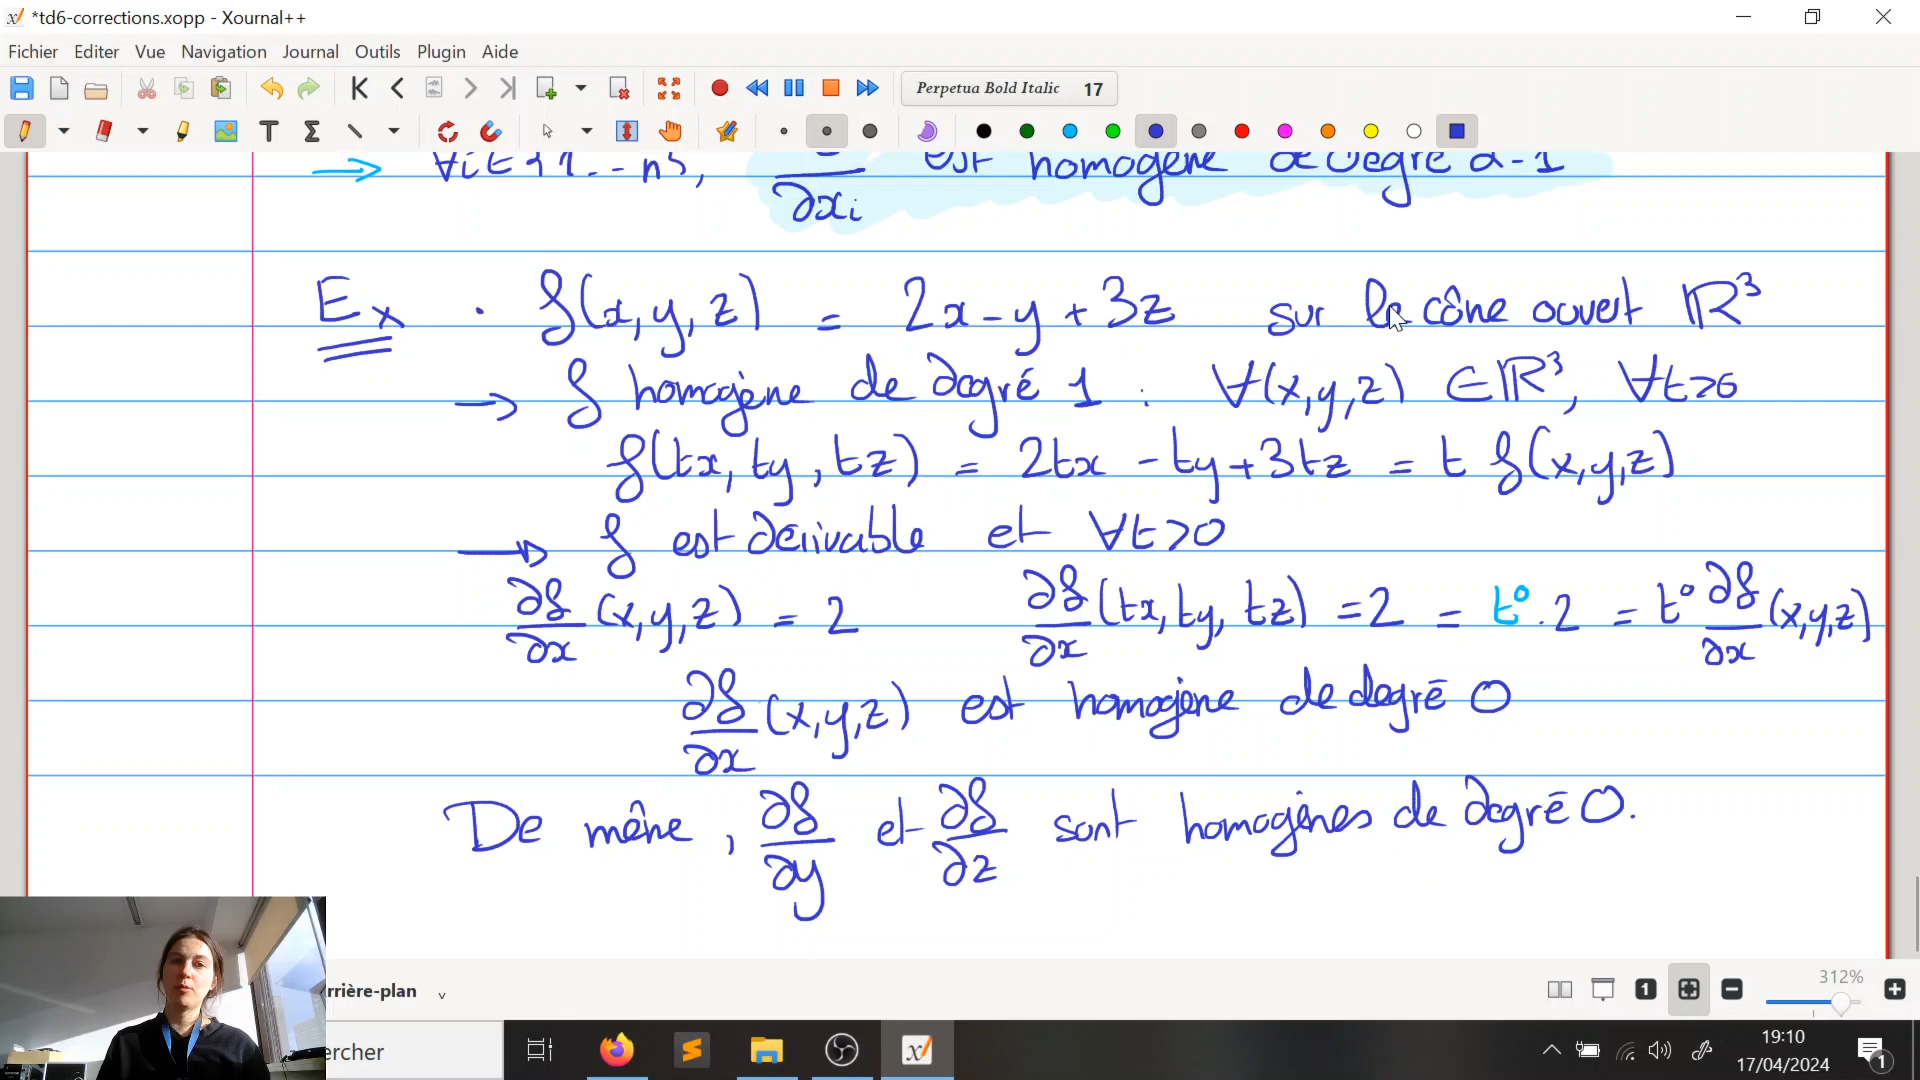 *td6-corrections.xopp - Xournal++
Fichier Editer Vue Navigation Journal Outils Plugin Aide
Perpetua Bold Italic 17
→ ∀i∈{1..n}, ∂xᵢ est homogène de degré α-1
Ex · f(x,y,z) = 2x-y+3z sur le cône ouvert ℝ³
→ f homogène de degré 1 : ∀(x,y,z) ∈ℝ³, ∀t>0
f(tx, ty, tz) = 2tx - ty+3tz = t f(x,y,z)
→ f est dérivable et ∀t>0
∂f/∂x (x,y,z) = 2 ∂f/∂x (tx, ty, tz) = 2 = t⁰.2 = t⁰ ∂f/∂x (x,y,z)
∂f/∂x (x,y,z) est homogène de degré 0
De même, ∂f/∂y et ∂f/∂z sont homogènes de degré 0.
rrière-plan
312%
ercher
19:10
17/04/2024
1